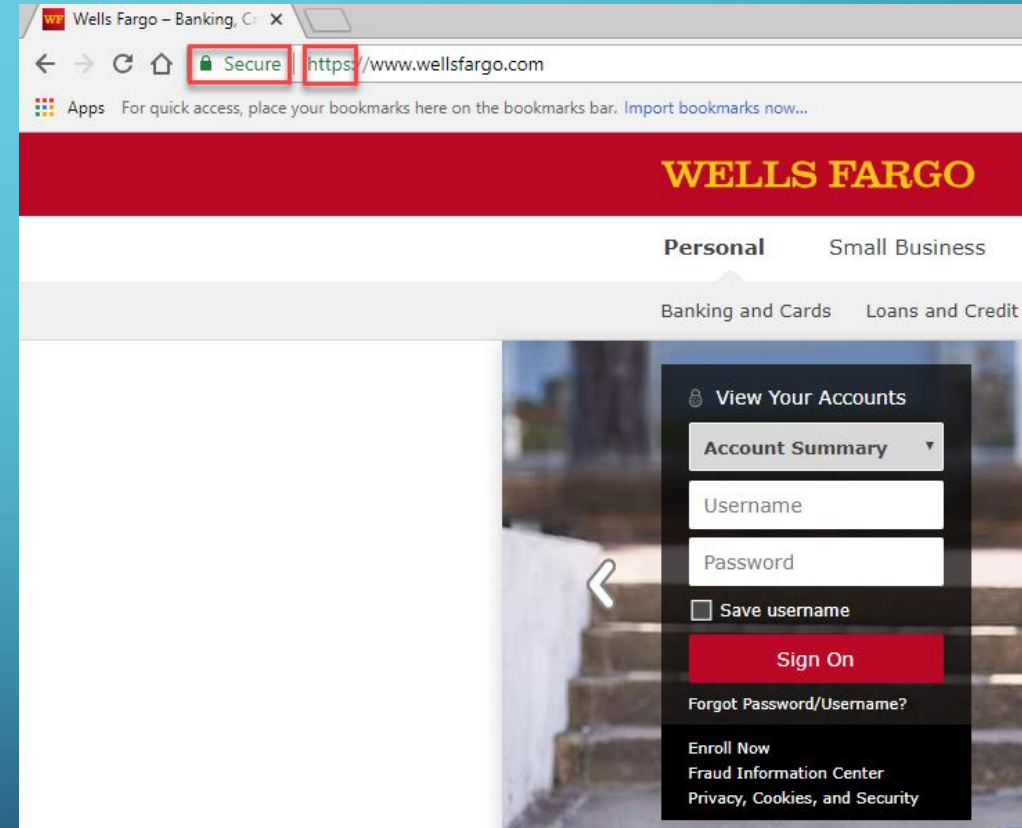 WF Wells Fargo – Banking, Cr
Secure https://www.wellsfargo.com
Apps For quick access, place your bookmarks here on the bookmarks bar. Import bookmarks now...
WELLS FARGO
Personal Small Business
Banking and Cards Loans and Credit
View Your Accounts
Account Summary
Username
Password
Save username
Sign On
Forgot Password/Username?
Enroll Now
Fraud Information Center
Privacy, Cookies, and Security